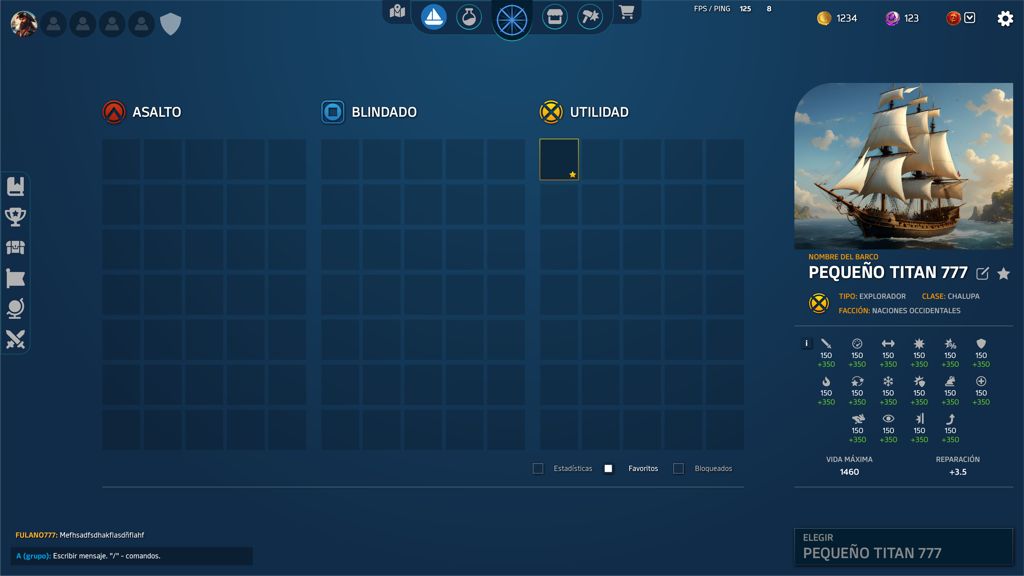 FPS / PING 125 8
1234
123
ASALTO
BLINDADO
UTILIDAD
NOMBRE DEL BARCO
PEQUEÑO TITAN 777
TIPO: EXPLORADOR CLASE: CHALUPA
FACCIÓN: NACIONES OCCIDENTALES
i
150 150 150 150 150 150
+350 +350 +350 +350 +350 +350
150 150 150 150 150 150
+350 +350 +350 +350 +350 +350
150 150 150 150
+350 +350 +350 +350
VIDA MÁXIMA REPARACIÓN
1460 +3.5
Estadísticas Favoritos Bloqueados
FULANO777: Mefhsadfsdhakflasdñflahf
A (grupo): Escribir mensaje. "/" - comandos.
ELEGIR
PEQUEÑO TITAN 777